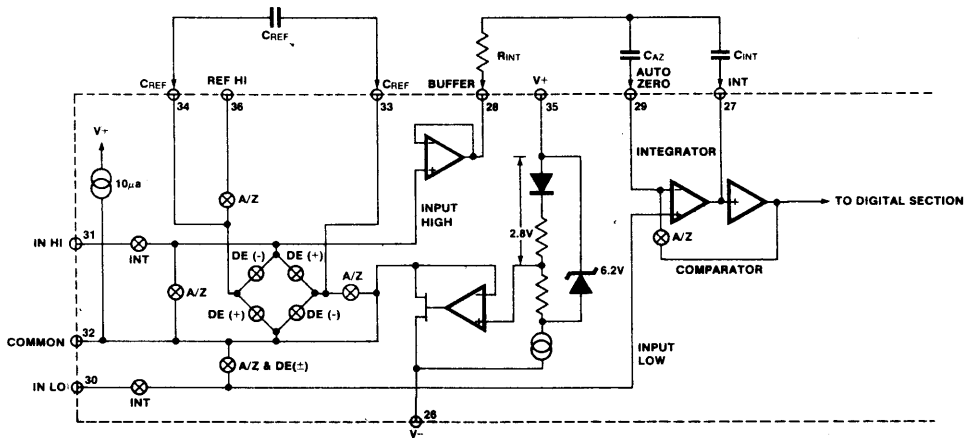 CREF
RINT
CAZ
CINT
CREF
REF HI
CREF
BUFFER
V+
AUTO
ZERO
INT
34
36
33
28
35
29
27
V+
10μa
A/Z
INTEGRATOR
TO DIGITAL SECTION
INPUT
HIGH
2.8V
31
IN HI
INT
DE (-)
DE (+)
A/Z
A/Z
6.2V
A/Z
COMPARATOR
DE (+)
DE (-)
32
COMMON
A/Z & DE(±)
INPUT
LOW
30
IN LO
INT
26
V-